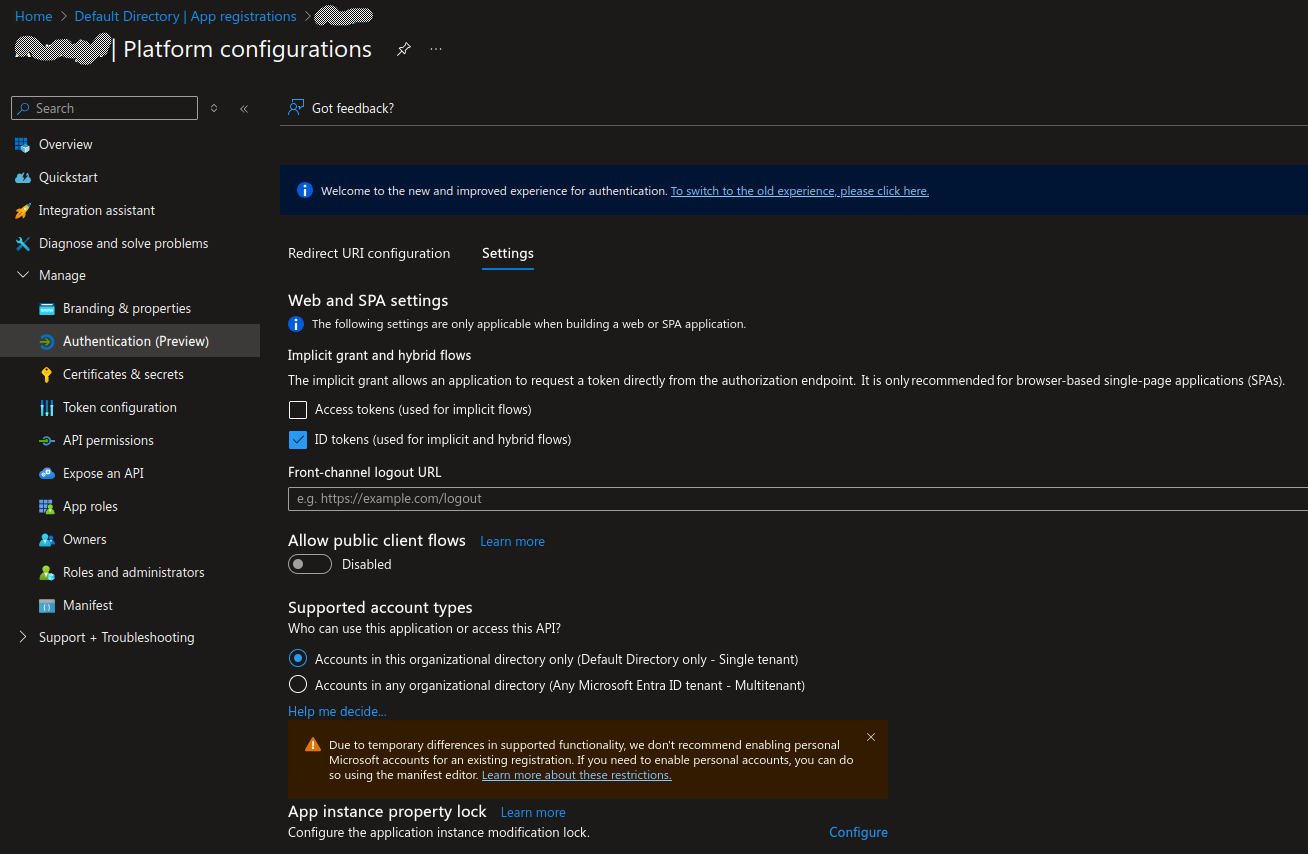 Home > Default Directory | App registrations >
| Platform configurations
Search
Got feedback?
Overview
Quickstart
Integration assistant
Diagnose and solve problems
Manage
Branding & properties
Authentication (Preview)
Certificates & secrets
Token configuration
API permissions
Expose an API
App roles
Owners
Roles and administrators
Manifest
Support + Troubleshooting
Welcome to the new and improved experience for authentication. To switch to the old experience, please click here.
Redirect URI configuration
Settings
Web and SPA settings
The following settings are only applicable when building a web or SPA application.
Implicit grant and hybrid flows
The implicit grant allows an application to request a token directly from the authorization endpoint. It is only recommended for browser-based single-page applications (SPAs).
Access tokens (used for implicit flows)
ID tokens (used for implicit and hybrid flows)
Front-channel logout URL
e.g. https://example.com/logout
Allow public client flows Learn more
Disabled
Supported account types
Who can use this application or access this API?
Accounts in this organizational directory only (Default Directory only - Single tenant)
Accounts in any organizational directory (Any Microsoft Entra ID tenant - Multitenant)
Help me decide...
Due to temporary differences in supported functionality, we don't recommend enabling personal
Microsoft accounts for an existing registration. If you need to enable personal accounts, you can do
so using the manifest editor. Learn more about these restrictions.
App instance property lock Learn more
Configure the application instance modification lock. Configure